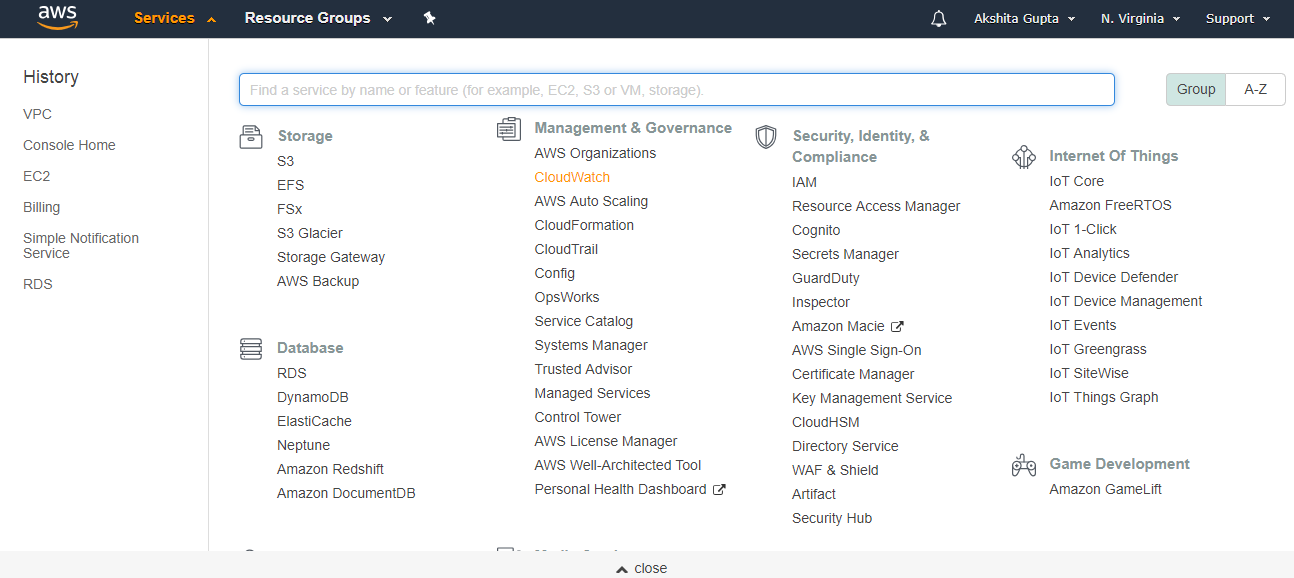 aws
Services
Resource Groups
Akshita Gupta
N. Virginia
Support
History
VPC
Console Home
EC2
Billing
Simple Notification
Service
RDS
Find a service by name or feature (for example, EC2, S3 or VM, storage).
Group
A-Z
Storage
S3
EFS
FSx
S3 Glacier
Storage Gateway
AWS Backup
Database
RDS
DynamoDB
ElastiCache
Neptune
Amazon Redshift
Amazon DocumentDB
Management & Governance
AWS Organizations
CloudWatch
AWS Auto Scaling
CloudFormation
CloudTrail
Config
OpsWorks
Service Catalog
Systems Manager
Trusted Advisor
Managed Services
Control Tower
AWS License Manager
AWS Well-Architected Tool
Personal Health Dashboard
Security, Identity, &
Compliance
IAM
Resource Access Manager
Cognito
Secrets Manager
GuardDuty
Inspector
Amazon Macie
AWS Single Sign-On
Certificate Manager
Key Management Service
CloudHSM
Directory Service
WAF & Shield
Artifact
Security Hub
Internet Of Things
IoT Core
Amazon FreeRTOS
IoT 1-Click
IoT Analytics
IoT Device Defender
IoT Device Management
IoT Events
IoT Greengrass
IoT SiteWise
IoT Things Graph
Game Development
Amazon GameLift
close